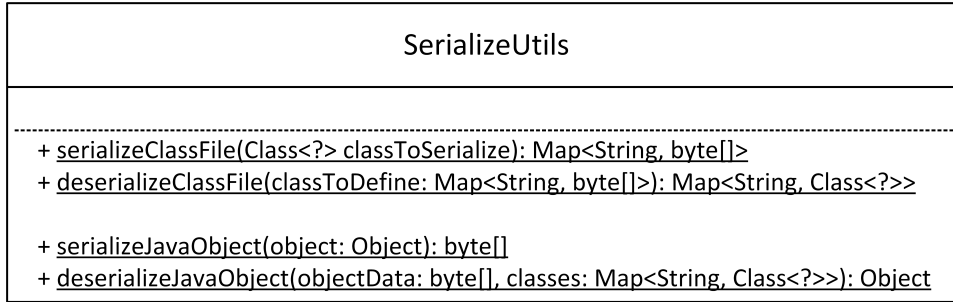 SerializeUtils
+ serializeClassFile(Class<?> classToSerialize): Map<String, byte[]>
+ deserializeClassFile(classToDefine: Map<String, byte[]>): Map<String, Class<?>>
+ serializeJavaObject(object: Object): byte[]
+ deserializeJavaObject(objectData: byte[], classes: Map<String, Class<?>>): Object